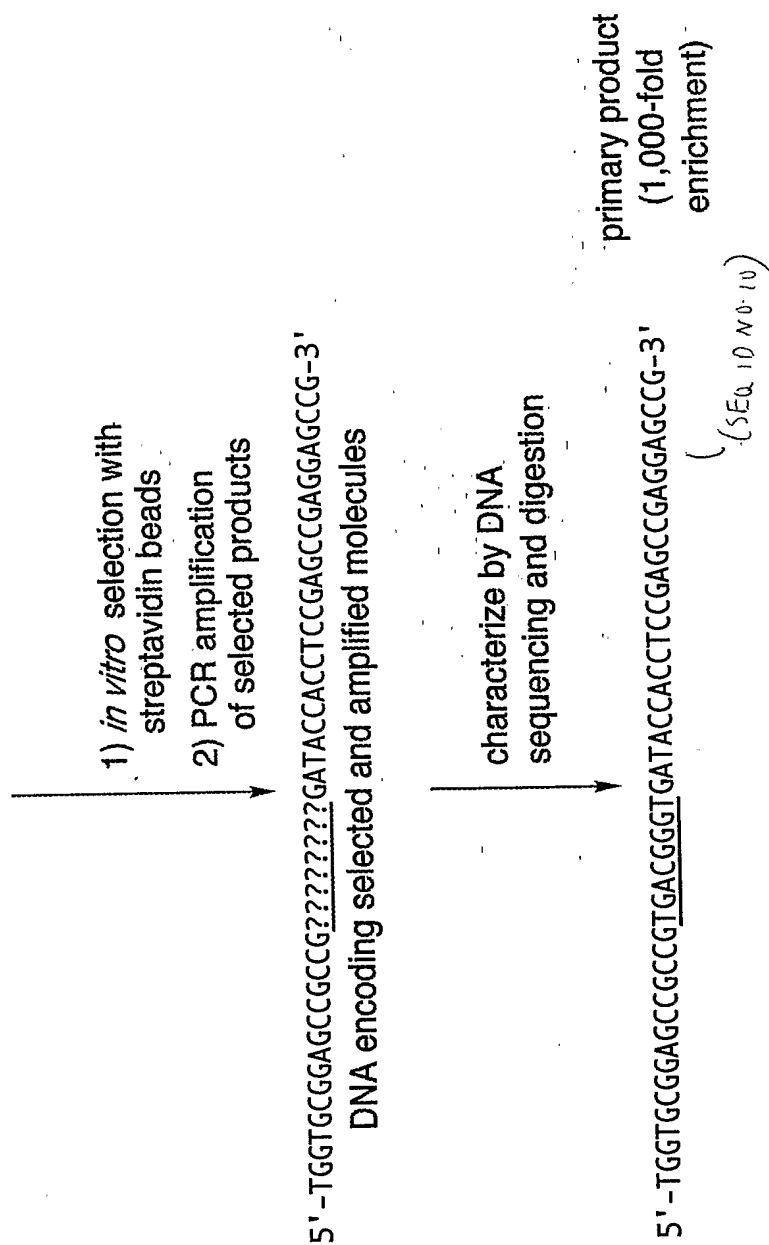 1) in vitro selection with
streptavidin beads
2) PCR amplification
of selected products
5'-TGGTGCGGAGCCGCCG????????GATACCACCTCCGAGCCGAGGAGCCG-3'
DNA encoding selected and amplified molecules
characterize by DNA
sequencing and digestion
5'-TGGTGCGGAGCCGCCGTGACGGGTGATACCACCTCCGAGCCGAGGAGCCG-3'
(SEQ ID NO. 10)
primary product
(1,000-fold
enrichment)